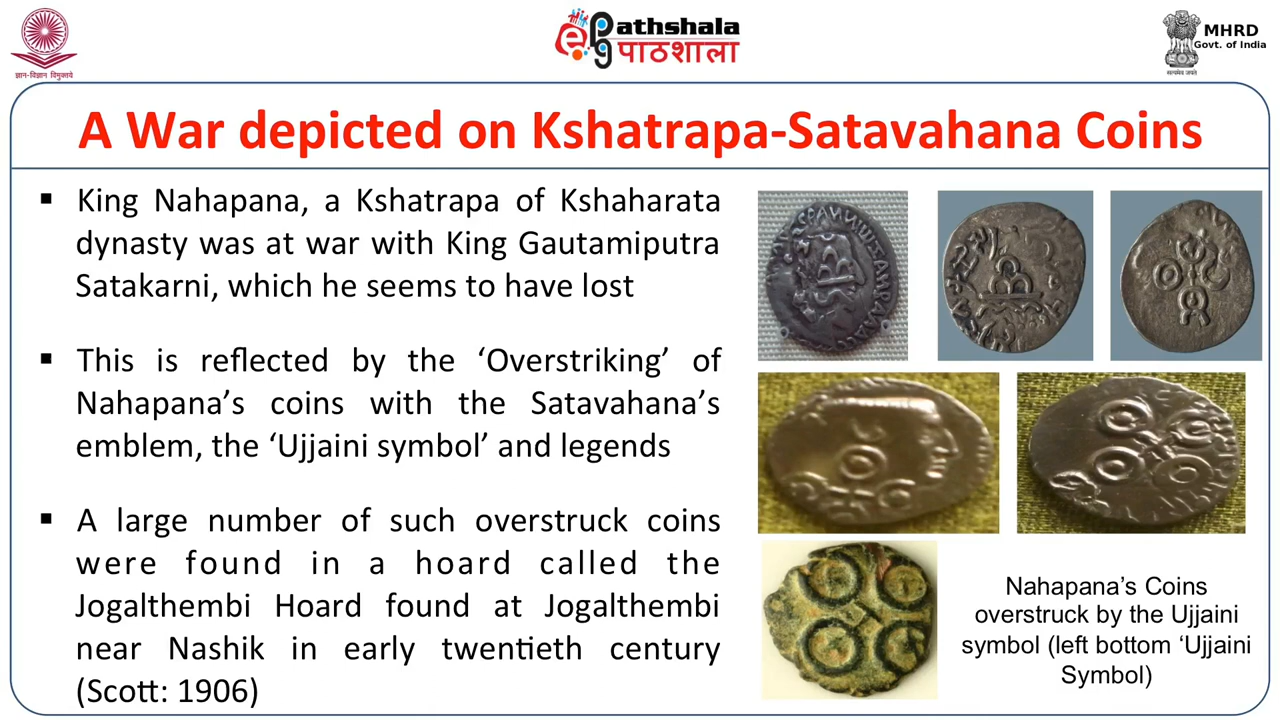 ज्ञान-विज्ञान विमुक्तये
ePathshala
पाठशाला
MHRD
Govt. of India
सत्यमेव जयते
A War depicted on Kshatrapa-Satavahana Coins
▪ King Nahapana, a Kshatrapa of Kshaharata
dynasty was at war with King Gautamiputra
Satakarni, which he seems to have lost
▪ This is reflected by the ‘Overstriking’ of
Nahapana’s coins with the Satavahana’s
emblem, the ‘Ujjaini symbol’ and legends
▪ A large number of such overstruck coins
were found in a hoard called the
Jogalthembi Hoard found at Jogalthembi
near Nashik in early twentieth century
(Scott: 1906)
Nahapana’s Coins
overstruck by the Ujjaini
symbol (left bottom ‘Ujjaini
Symbol)